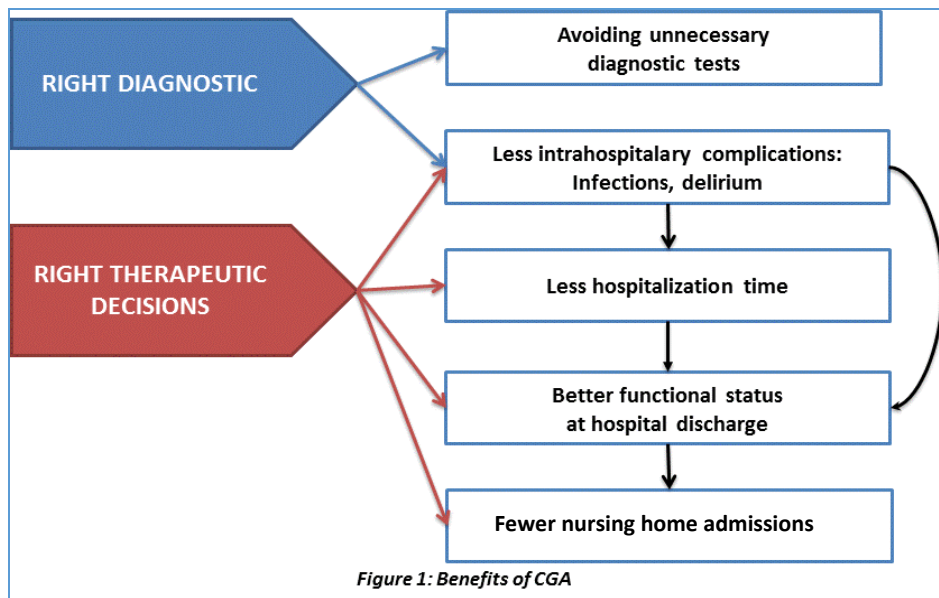 RIGHT DIAGNOSTIC
Avoiding unnecessary
diagnostic tests
Less intrahospitalary complications:
Infections, delirium
RIGHT THERAPEUTIC
DECISIONS
Less hospitalization time
Better functional status
at hospital discharge
Fewer nursing home admissions
Figure 1: Benefits of CGA